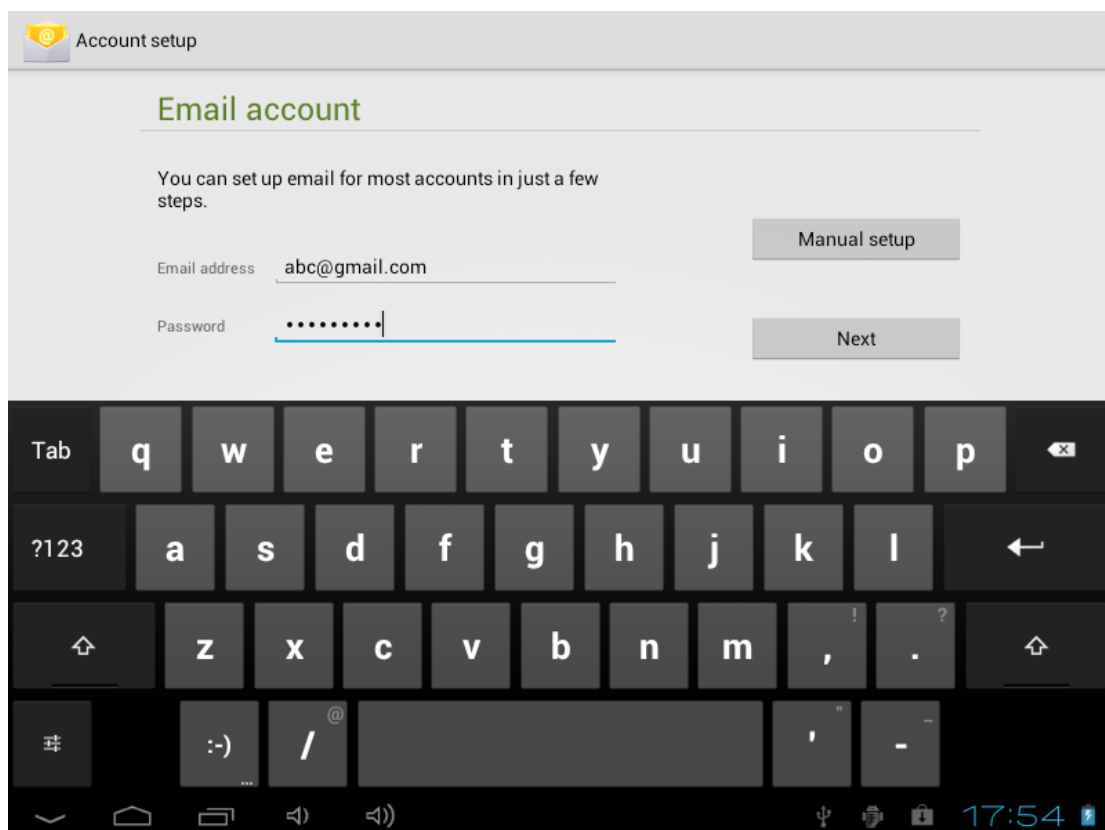 Account setup
Email account
You can set up email for most accounts in just a few
steps.
Manual setup
Email address abc@gmail.com
Password •••••••••
Next
Tab q w e r t y u i o p
?123 a s d f g h j k l
z x c v b n m , ! . ?
:-) ... / @ ' " - _
17:54